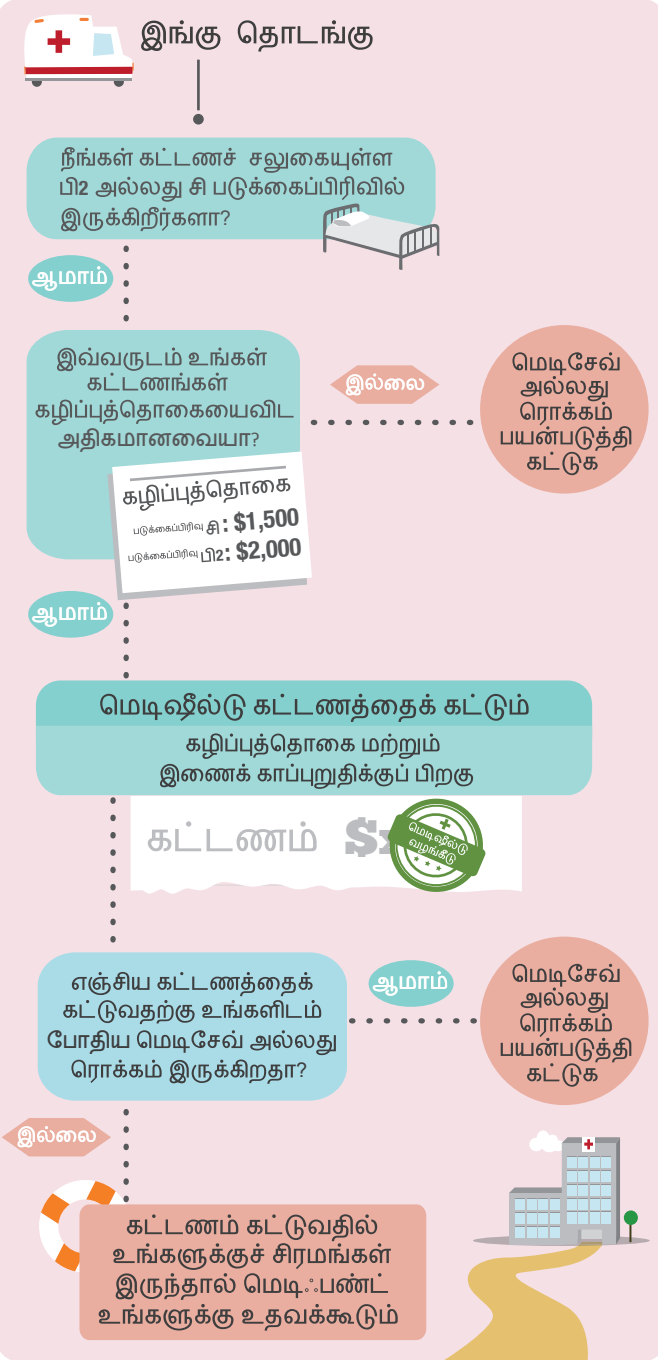 இங்கு தொடங்கு
நீங்கள் கட்டணச் சலுகையுள்ள
பி2 அல்லது சி படுக்கைப்பிரிவில்
இருக்கிறீர்களா?
ஆமாம்
இவ்வருடம் உங்கள்
கட்டணங்கள்
கழிப்புத்தொகையைவிட
அதிகமானவையா?
இல்லை
மெடிசேவ்
அல்லது
ரொக்கம்
பயன்படுத்தி
கட்டுக
கழிப்புத்தொகை
படுக்கைப்பிரிவு சி: $1,500
படுக்கைப்பிரிவு பி2: $2,000
ஆமாம்
மெடிஷீல்டு கட்டணத்தைக் கட்டும்
கழிப்புத்தொகை மற்றும்
இணைக் காப்புறுதிக்குப் பிறகு
கட்டணம் $
மெடிஷீல்டு
வழங்கீடு
எஞ்சிய கட்டணத்தைக்
கட்டுவதற்கு உங்களிடம்
போதிய மெடிசேவ் அல்லது
ரொக்கம் இருக்கிறதா?
ஆமாம்
மெடிசேவ்
அல்லது
ரொக்கம்
பயன்படுத்தி
கட்டுக
இல்லை
கட்டணம் கட்டுவதில்
உங்களுக்குச் சிரமங்கள்
இருந்தால் மெடிஃபண்ட்
உங்களுக்கு உதவக்கூடும்